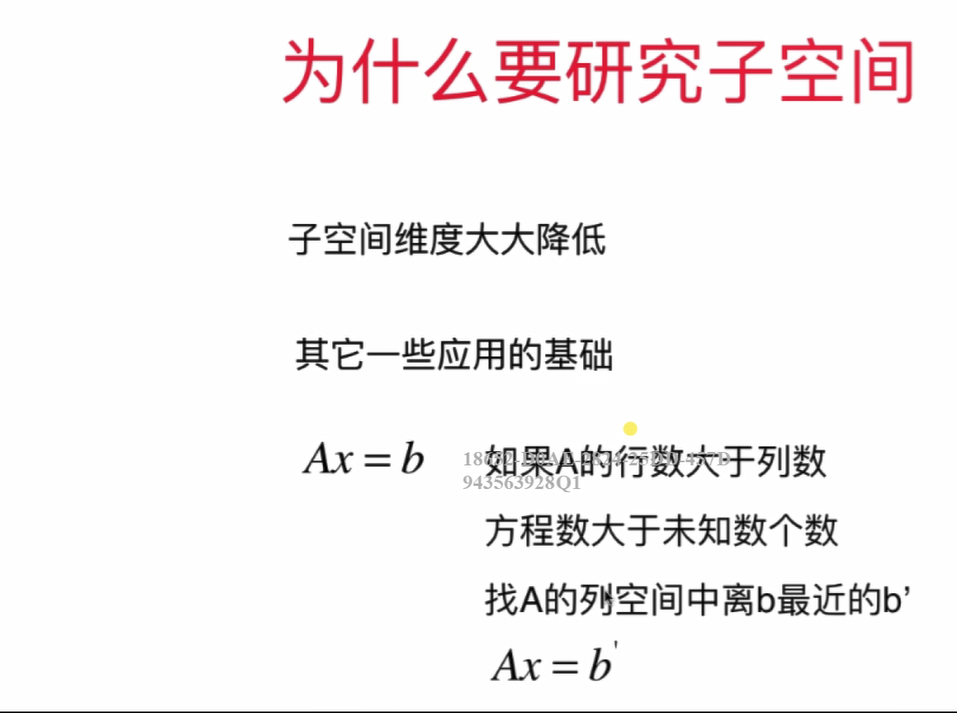 为什么要研究子空间
子空间维度大大降低
其它一些应用的基础
Ax = b 如果A的行数大于列数
943563928Q1
方程数大于未知数个数
找A的列空间中离b最近的b’
Ax = b'